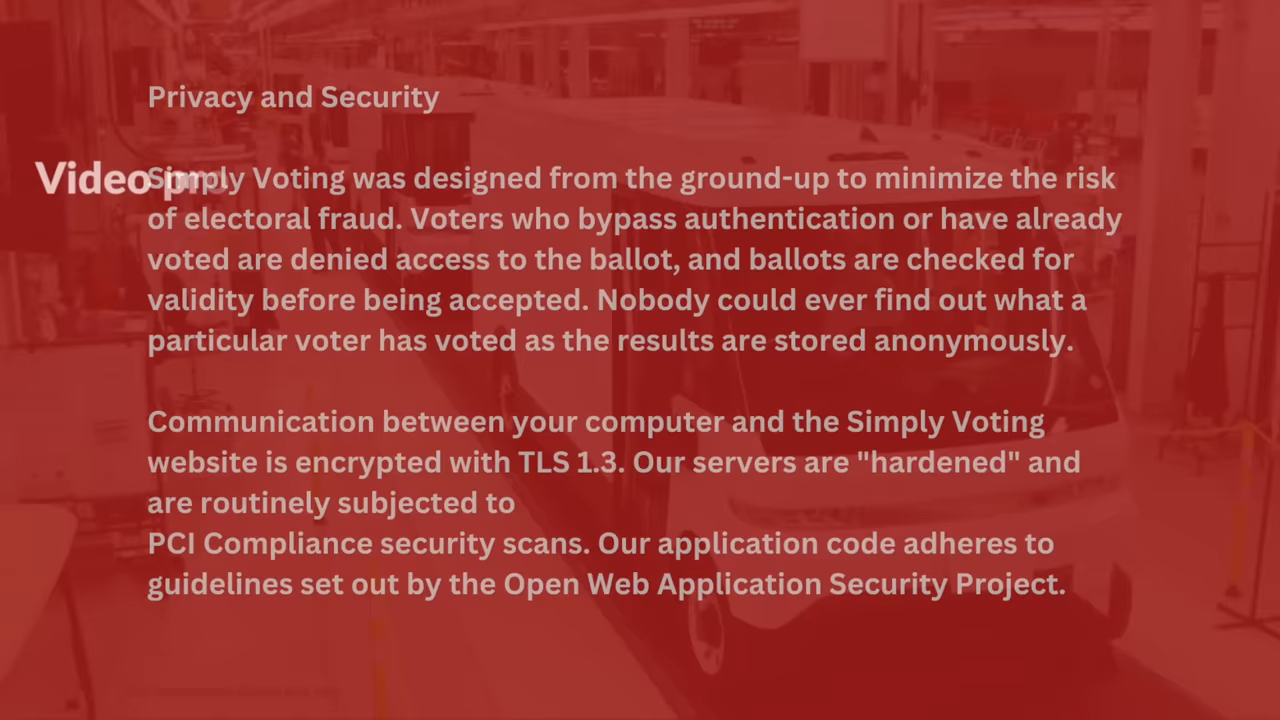 Privacy and Security
Video
Simply Voting was designed from the ground-up to minimize the risk
of electoral fraud. Voters who bypass authentication or have already
voted are denied access to the ballot, and ballots are checked for
validity before being accepted. Nobody could ever find out what a
particular voter has voted as the results are stored anonymously.
Communication between your computer and the Simply Voting
website is encrypted with TLS 1.3. Our servers are "hardened" and
are routinely subjected to
PCI Compliance security scans. Our application code adheres to
guidelines set out by the Open Web Application Security Project.